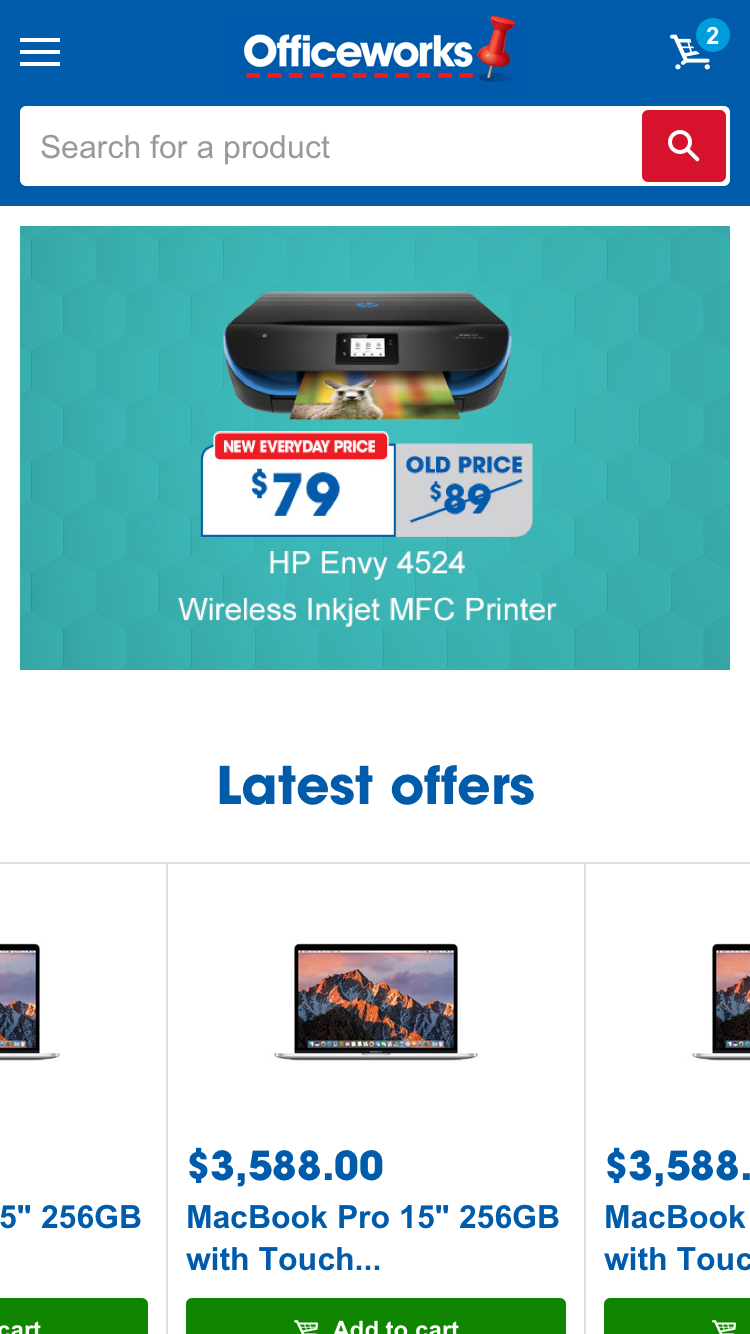 Officeworks
2
Search for a product
NEW EVERYDAY PRICE
$79
OLD PRICE
$89
HP Envy 4524
Wireless Inkjet MFC Printer
Latest offers
$3,588.00
$3,588.
5" 256GB
MacBook Pro 15" 256GB
MacBook
with Touch...
with Touc
cart
Add to cart